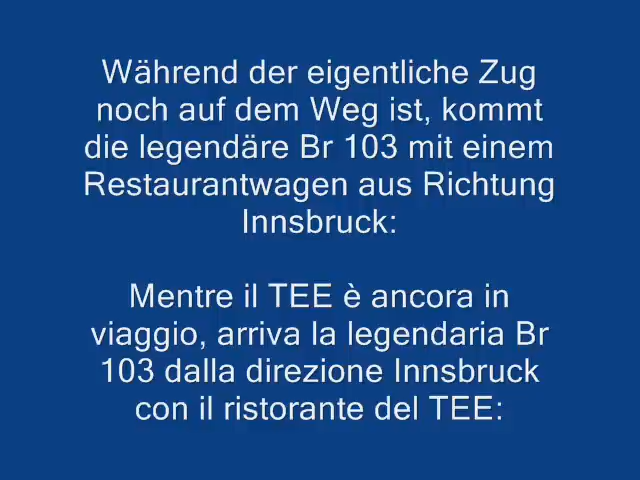 Während der eigentliche Zug
noch auf dem Weg ist, kommt
die legendäre Br 103 mit einem
Restaurantwagen aus Richtung
Innsbruck:
Mentre il TEE è ancora in
viaggio, arriva la legendaria Br
103 dalla direzione Innsbruck
con il ristorante del TEE: